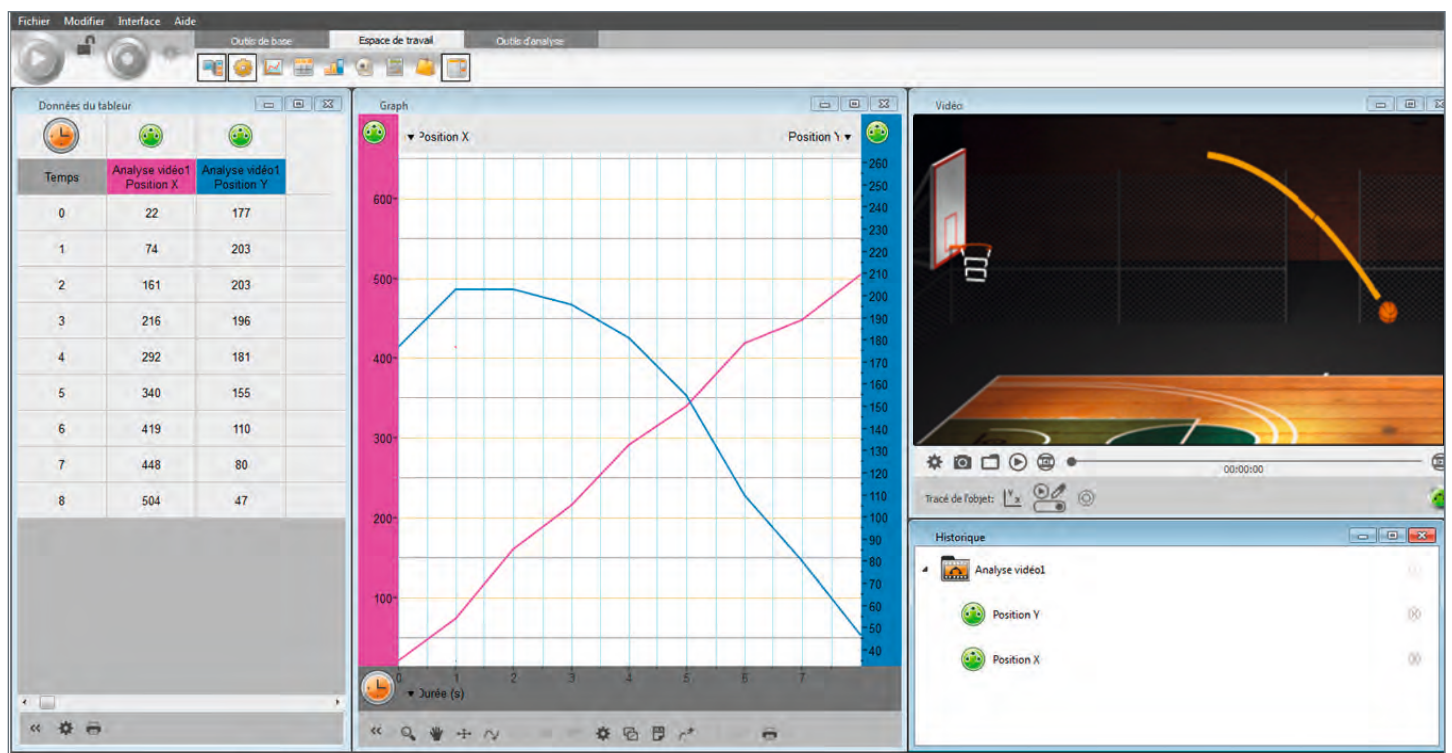 Fichier Modifier Interface Aide
Outils de base Espace de travail Outils d'analyse
Données du tableur
Temps Analyse vidéo1 Position X Analyse vidéo1 Position Y
0 22 177
1 74 203
2 161 203
3 216 196
4 292 181
5 340 155
6 419 110
7 448 80
8 504 47
Graph
Position X Position Y
600
500
400
300
200
100
260
250
240
230
220
210
200
190
180
170
160
150
140
130
120
110
100
90
80
70
60
50
40
0 1 2 3 4 5 6 7
Durée (s)
Vidéo
00:00:00
Tracé de l'objet:
Historique
Analyse vidéo1
Position Y
Position X